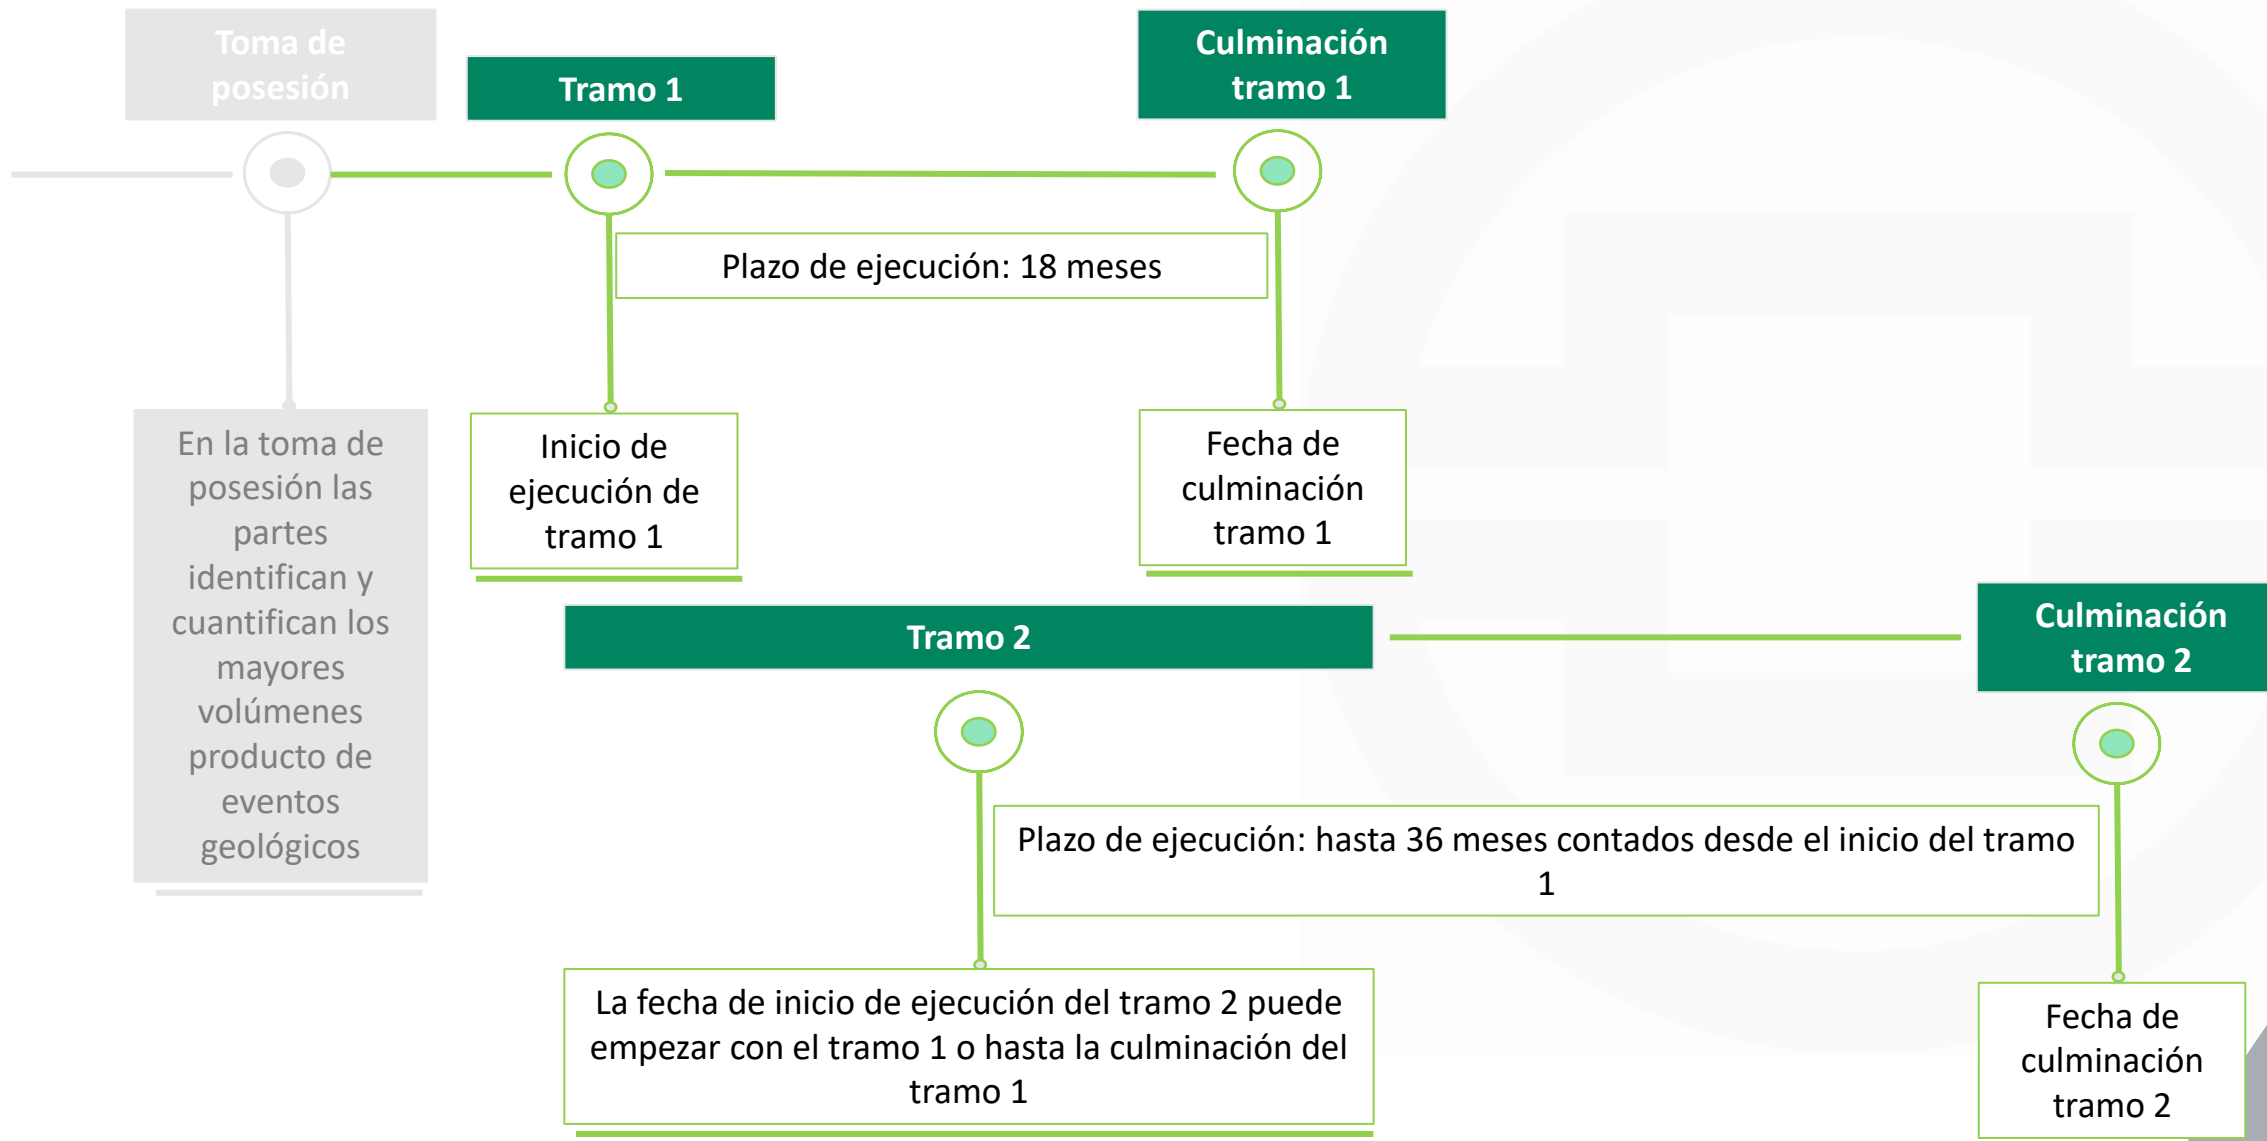 Toma de
posesión
Tramo 1
Culminación
tramo 1
Plazo de ejecución: 18 meses
En la toma de
posesión las
partes
identifican y
cuantifican los
mayores
volúmenes
producto de
eventos
geológicos
Inicio de
ejecución de
tramo 1
Fecha de
culminación
tramo 1
Tramo 2
Culminación
tramo 2
Plazo de ejecución: hasta 36 meses contados desde el inicio del tramo
1
La fecha de inicio de ejecución del tramo 2 puede
empezar con el tramo 1 o hasta la culminación del
tramo 1
Fecha de
culminación
tramo 2